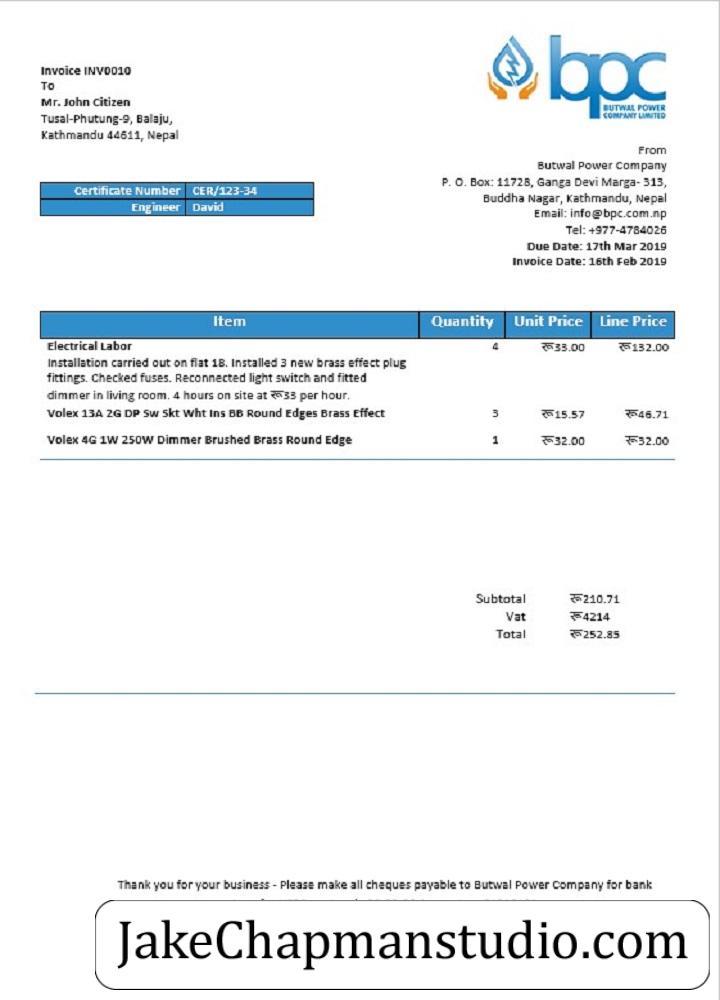 Invoice INV0010
To
Mr. John Citizen
Tusal-Phutung-9, Balaju,
Kathmandu 44611, Nepal
bpc
BUTWAL POWER
COMPANY LIMITED
From
Butwal Power Company
P. O. Box: 11728, Ganga Devi Marga- 313,
Buddha Nagar, Kathmandu, Nepal
Email: info@bpc.com.np
Tel: +977-4784026
Due Date: 17th Mar 2019
Invoice Date: 16th Feb 2019
Certificate Number CER/123-34
Engineer David
Item Quantity Unit Price Line Price
Electrical Labor 4 रू33.00 रू132.00
Installation carried out on flat 18. Installed 3 new brass effect plug
fittings. Checked fuses. Reconnected light switch and fitted
dimmer in living room. 4 hours on site at रू33 per hour.
Volex 13A 2G DP Sw Skt Wht Ins BB Round Edges Brass Effect 3 रू15.57 रू46.71
Volex 4G 1W 250W Dimmer Brushed Brass Round Edge 1 रू32.00 रू32.00
Subtotal रू210.71
Vat रू4214
Total रू252.85
Thank you for your business - Please make all cheques payable to Butwal Power Company for bank
JakeChapmanstudio.com